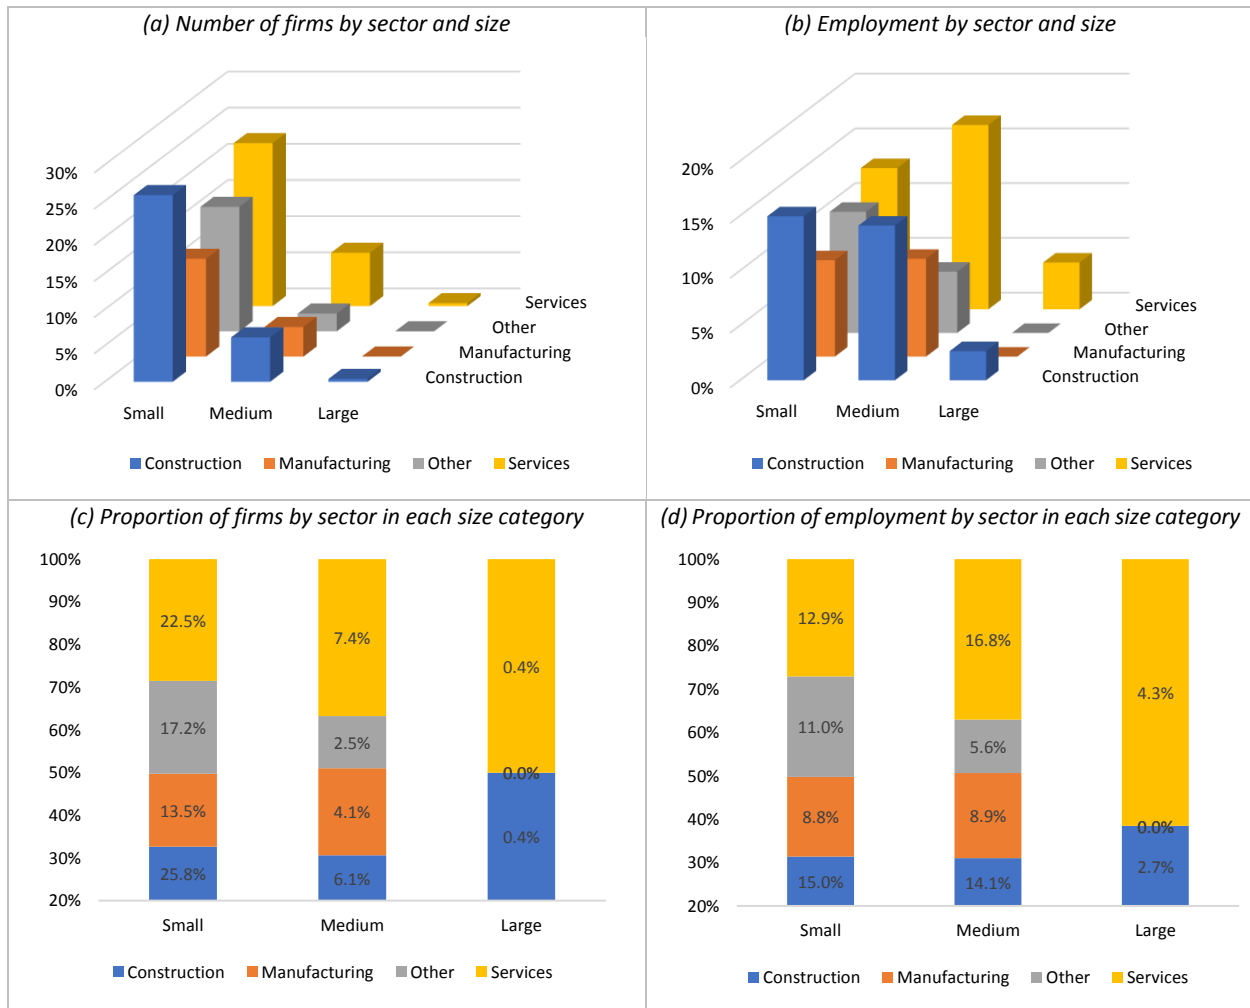 (a) Number of firms by sector and size
30%
25%
20%
15%
10%
5%
0%
Services
Other
Manufacturing
Construction
Small Medium Large
Construction Manufacturing Other Services
(b) Employment by sector and size
20%
15%
10%
5%
0%
Services
Other
Manufacturing
Construction
Small Medium Large
Construction Manufacturing Other Services
(c) Proportion of firms by sector in each size category
100%
90%
80%
70%
60%
50%
40%
30%
20%
22.5% 7.4% 0.4%
17.2% 2.5% 0.0%
13.5% 4.1% 0.4%
25.8% 6.1%
Small Medium Large
Construction Manufacturing Other Services
(d) Proportion of employment by sector in each size category
100%
90%
80%
70%
60%
50%
40%
30%
20%
12.9% 16.8% 4.3%
11.0% 5.6% 0.0%
8.8% 8.9% 2.7%
15.0% 14.1%
Small Medium Large
Construction Manufacturing Other Services